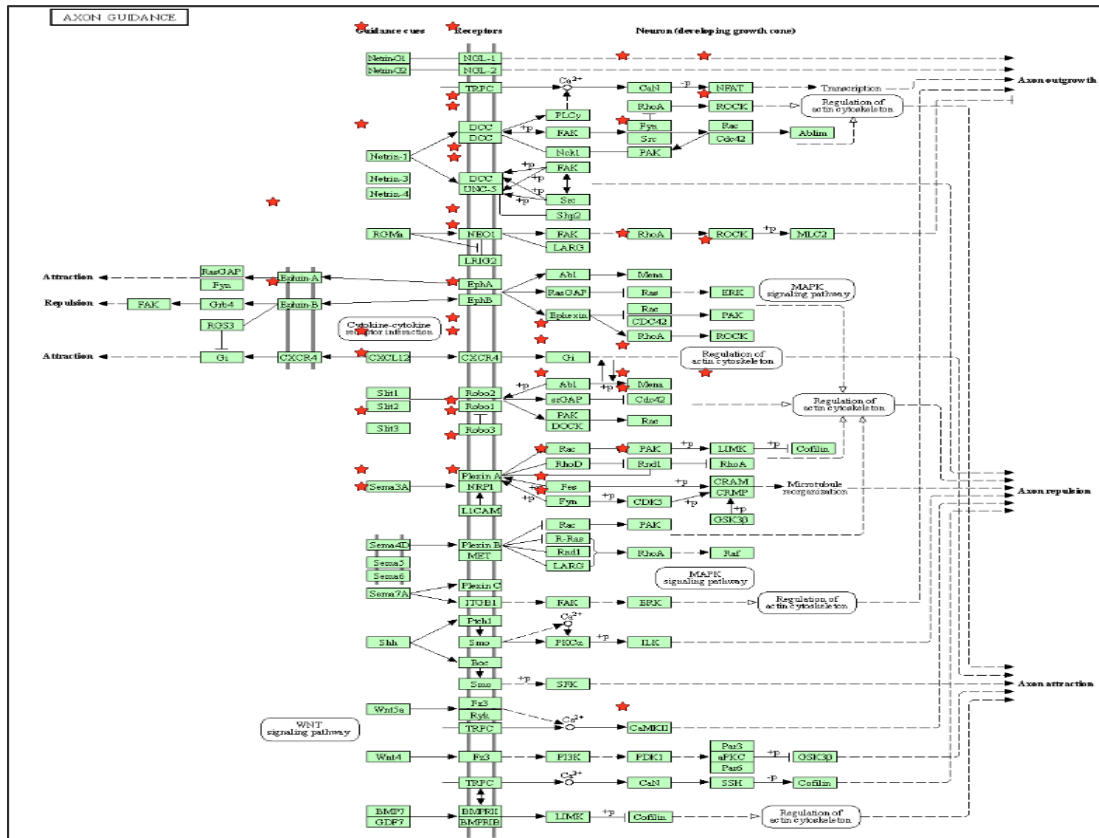 AXON GUIDANCE
Guidance cues Receptors Neuron (developing growth cone)
Netrin-G1 NGL-1
Netrin-G2 NGL-2
Axon outgrowth
TRPC Ca2+ CaN -p NFAT Transcription
RhoA ROCK Regulation of
actin cytoskeleton
PLCγ
DCC +p FAK Fyn Rac Ablim
DCC Src Cdc42
Netrin-1 Nck1 PAK
+p FAK
Netrin-3 DCC +p
Netrin-4 UNC-5 Src
+p
Shp2
RGMa NEO1 FAK RhoA ROCK +p MLC2
LARG
LRIG2
Attraction RasGAP Ephrin-A EphA Abl Mena MAPK
signaling pathway
Fyn
Repulsion FAK Grb4 Ephrin-B EphB RasGAP Ras ERK
RGS3 Ephexin Rac PAK
CDC42
Cytokine-cytokine
receptor interaction
RhoA ROCK
Attraction Gi CXCR4 CXCL12 CXCR4 Gi Regulation of
actin cytoskeleton
+p
Slit1 Robo2 +p Abl Mena
Slit2 Robo1 srGAP Cdc42 Regulation of
actin cytoskeleton
PAK Rac
DOCK
Slit3 Robo3
Rac PAK +p LIMK +p Cofilin
Plexin A RhoD Rnd1 RhoA
Sema3A NRP1 Fes +p CRAM Microtubule
reorganization
+p Fyn CDK5 +p CRMP
Axon repulsion
+p
L1CAM GSK3β
Rac PAK
Sema4D Plexin B R-Ras
MET Rnd1 RhoA Raf
Sema5 LARG
Sema6 MAPK
signaling pathway
Plexin C
Sema7A ITGB1 FAK ERK Regulation of
actin cytoskeleton
Ptch1 Ca2+
Shh Smo PKCα +p ILK
Boc
Smo +p SFK Axon attraction
Wnt5a Fz3
Ryk Ca2+
WNT
signaling pathway
TRPC CaMKII
Wnt4 Fz3 PI3K PDK1 Par3 GSK3β
aPKC +p
Par6
TRPC Ca2+ CaN SSH -p Cofilin
BMP7 BMPRII LIMK +p Cofilin Regulation of
actin cytoskeleton
GDF7 BMPRIB